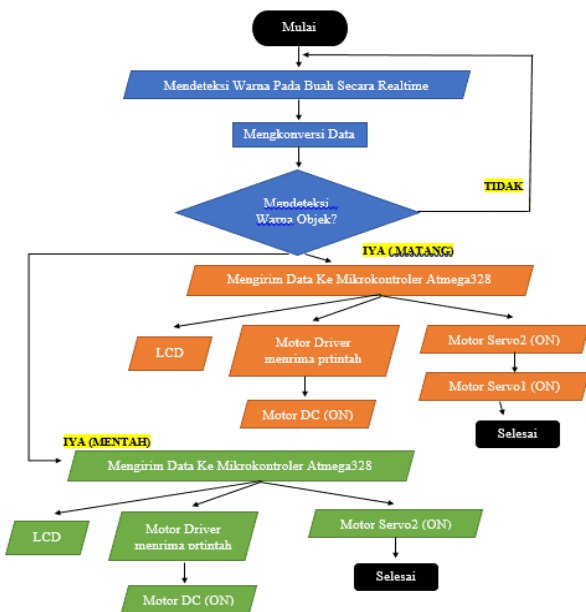 Mulai
Mendeteksi Warna Pada Buah Secara Realtime
Mengkonversi Data
Mendeteksi
Warna Objek?
TIDAK
IYA ( MATANG)
Mengirim Data Ke Mikrokontroler Atmega328
LCD
Motor Driver
menrima prtintah
Motor DC (ON)
Motor Servo2 (ON)
Motor Servo1 (ON)
Selesai
IYA (MENTAH)
Mengirim Data Ke Mikrokontroler Atmega328
LCD
Motor Driver
menrima prtintah
Motor DC (ON)
Motor Servo2 (ON)
Selesai